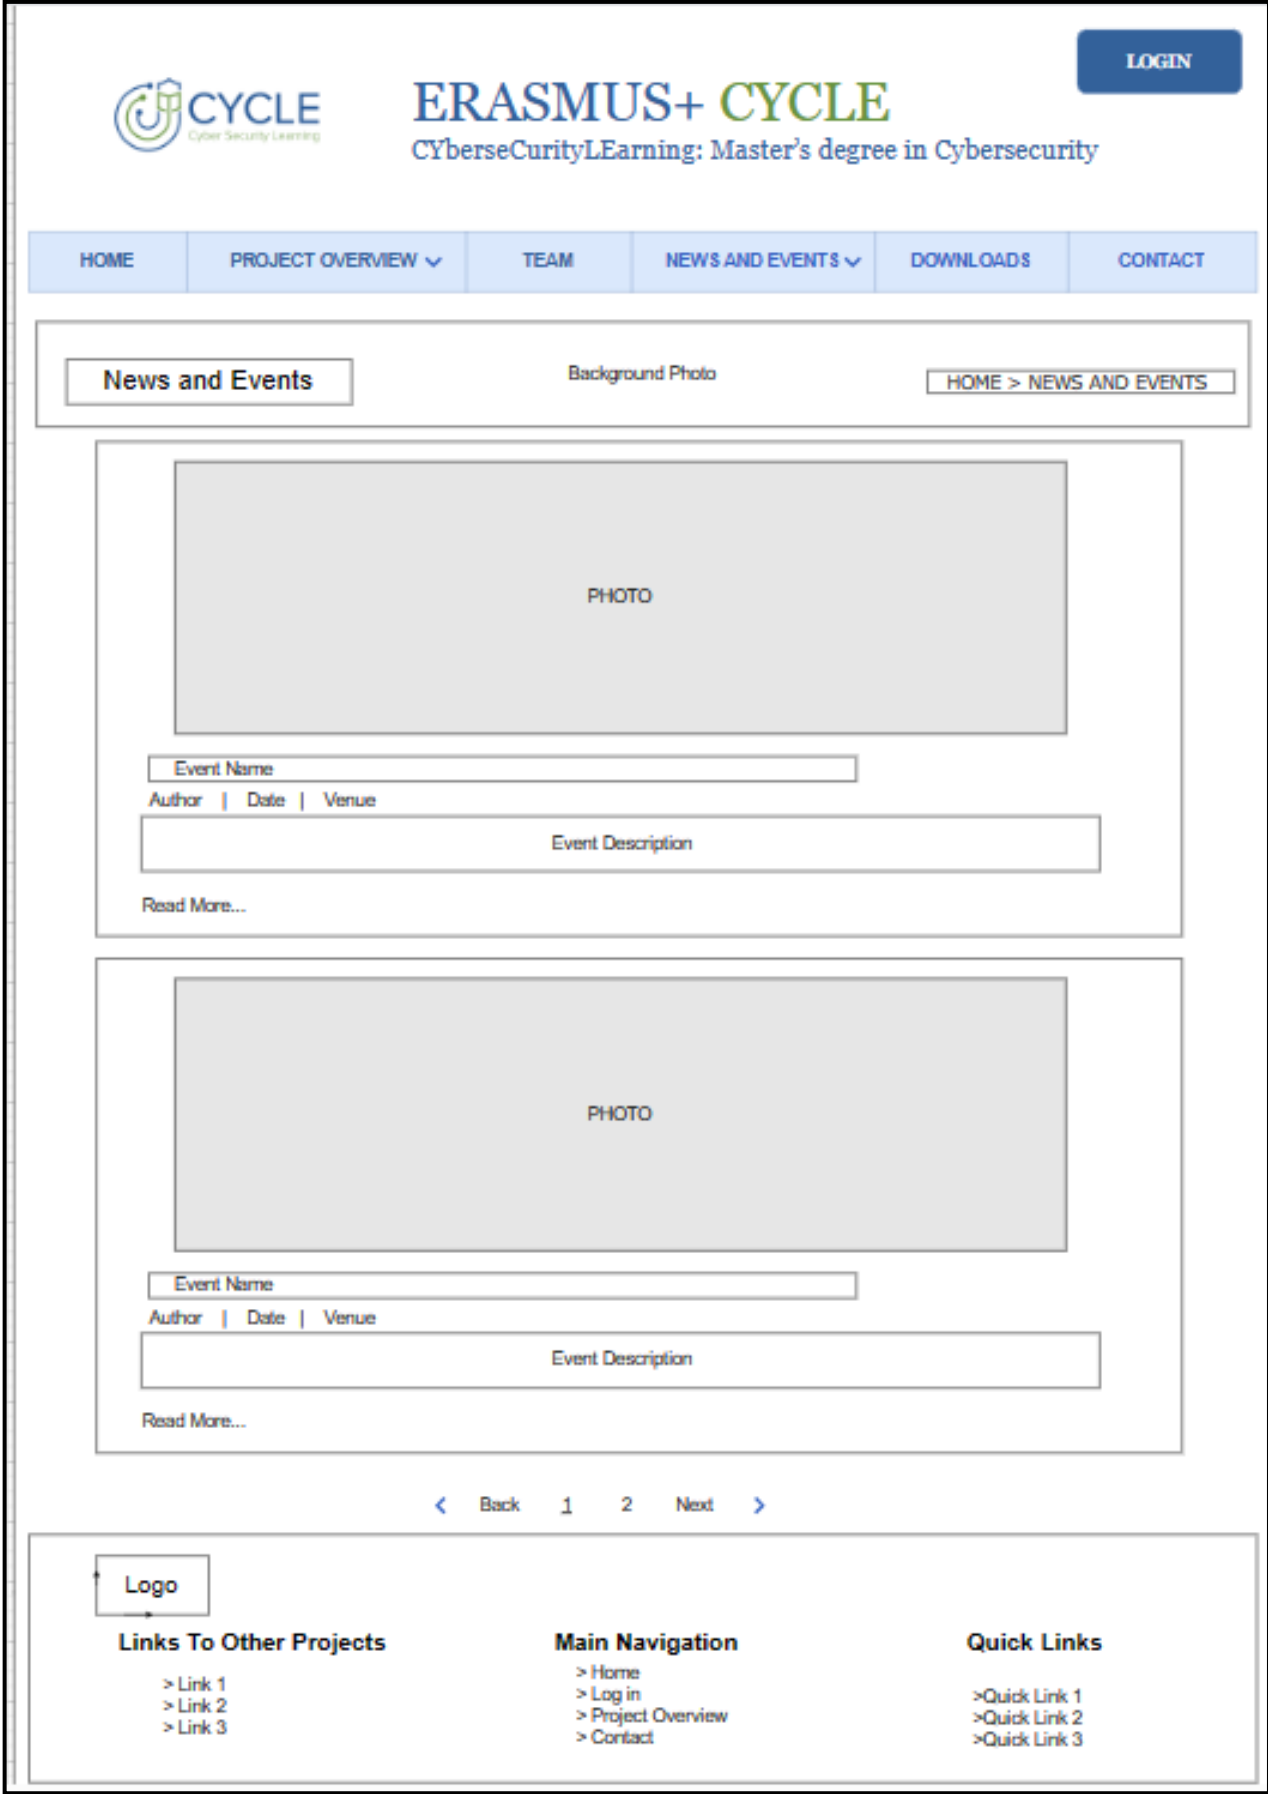 LOGIN
CYCLE
Cyber Security Learning
ERASMUS+ CYCLE
CYberseCurityLEarning: Master's degree in Cybersecurity
HOME PROJECT OVERVIEW TEAM NEWS AND EVENTS DOWNLOADS CONTACT
News and Events
Background Photo
HOME > NEWS AND EVENTS
PHOTO
Event Name
Author | Date | Venue
Event Description
Read More...
PHOTO
Event Name
Author | Date | Venue
Event Description
Read More...
Back 1 2 Next
Logo
Links To Other Projects
> Link 1
> Link 2
> Link 3
Main Navigation
> Home
> Log in
> Project Overview
> Contact
Quick Links
>Quick Link 1
>Quick Link 2
>Quick Link 3